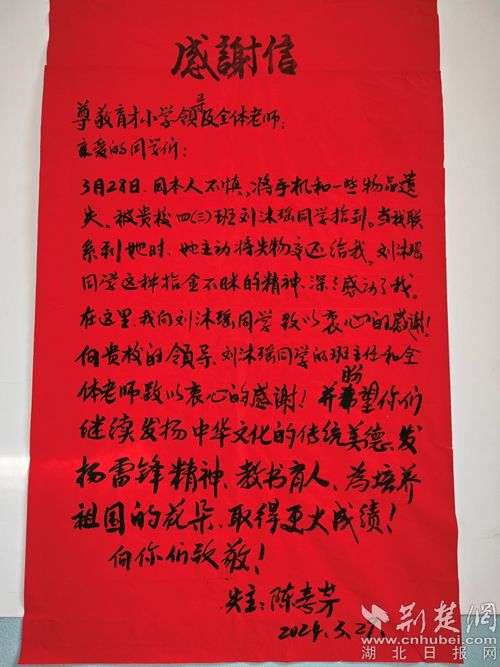 感謝信
尊敬育才小学领导及全体老师：
亲爱的同学们：
3月28日.因本人不慎，将手机和一些物品遗
失，被贵校四(三)班刘沐瑶同学拾到。当我联
系到她时、她主动将失物交还给我。刘沐瑶
同学这种拾金不昧的精神、深深感动了我。
在这里、我向刘沐瑶同学致以衷心的感谢！
向贵校的领导、刘沐瑶同学的班主任和全
体老师致以衷心的感谢！并盼希望你们
继续发扬中华文化的传统美德、发
扬雷锋精神、教书育人、为培养
祖国的花朵、取得更大成绩！
向你们致敬！
失主：陈寿芳
2024.3.2
荆楚网
www.cnhubei.com
湖北日报网